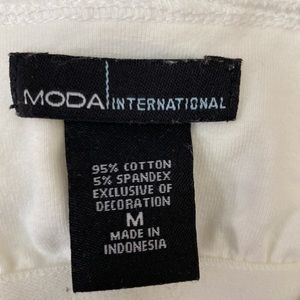 MODA INTERNATIONAL
95% COTTON
5% SPANDEX
EXCLUSIVE OF
DECORATION
M
MADE IN
INDONESIA